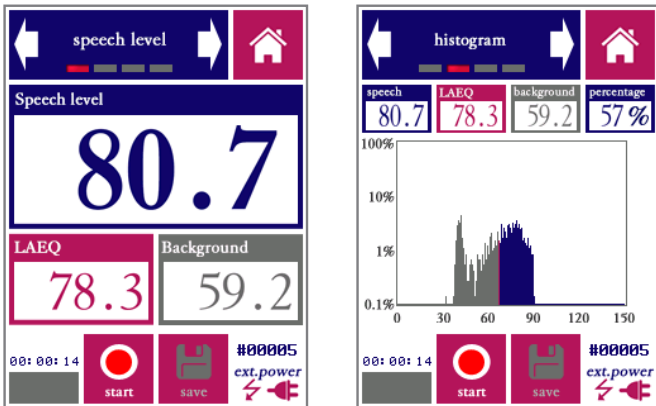 speech level
Speech level
80.7
LAEQ
Background
78.3
59.2
00:00:14
start
save
#00005
ext.power
histogram
speech
LAEQ
background
percentage
80.7
78.3
59.2
57%
100%
10%
1%
0.1%
0
30
60
90
120
150
00:00:14
start
save
#00005
ext.power